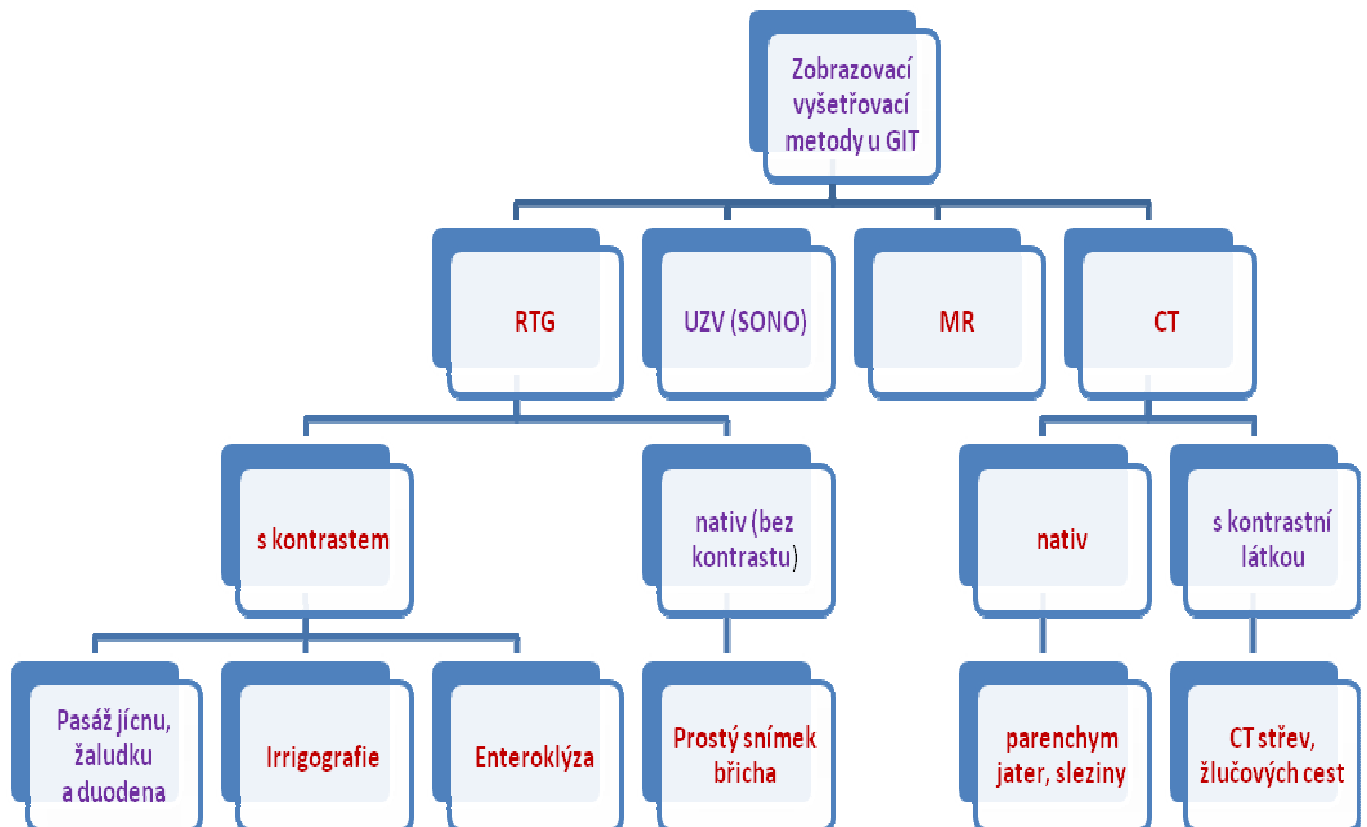 Zobrazovací
vyšetřovací
metody u GIT
RTG
UZV (SONO)
MR
CT
s kontrastem
nativ (bez
kontrastu)
nativ
s kontrastní
látkou
Pasáž jícnu,
žaludku
a duodena
Irrigografie
Enteroklýza
Prostý snímek
břicha
parenchym
jater, sleziny
CT střev,
žlučových cest